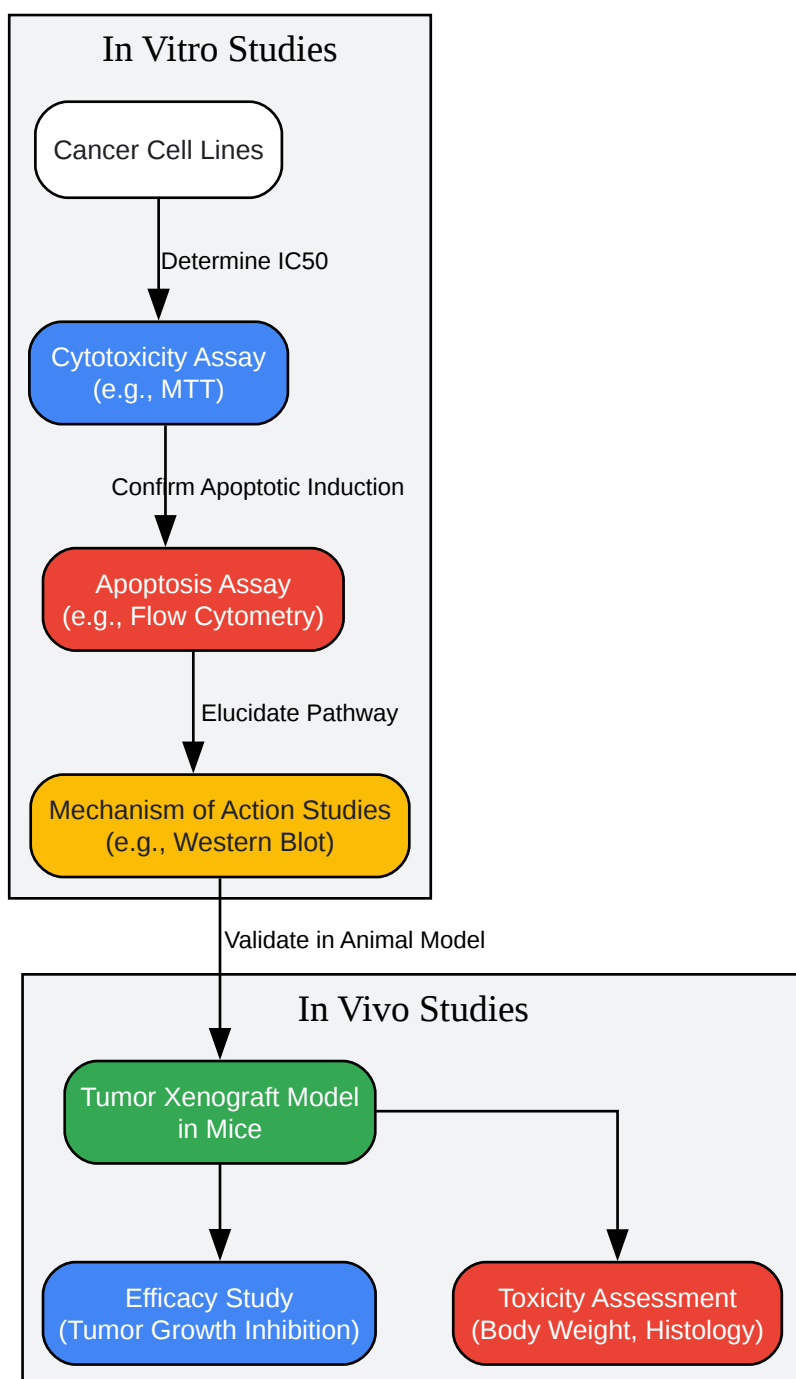 In Vitro Studies
Cancer Cell Lines
Determine IC50
Cytotoxicity Assay
(e.g., MTT)
Confirm Apoptotic Induction
Apoptosis Assay
(e.g., Flow Cytometry)
Elucidate Pathway
Mechanism of Action Studies
(e.g., Western Blot)
Validate in Animal Model
In Vivo Studies
Tumor Xenograft Model
in Mice
Efficacy Study
(Tumor Growth Inhibition)
Toxicity Assessment
(Body Weight, Histology)